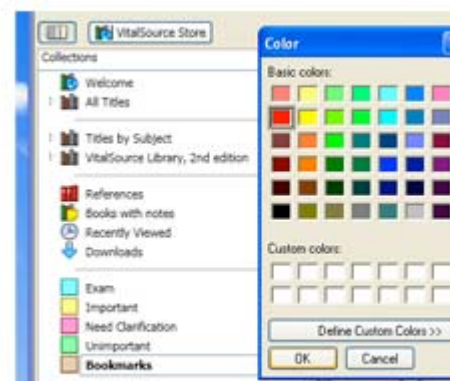 VitalSource Store
Collections
Welcome
All Titles
Titles by Subject
VitalSource Library, 2nd edition
References
Books with notes
Recently Viewed
Downloads
Exam
Important
Need Clarification
Unimportant
Bookmarks
Color
Basic colors:
Custom colors:
Define Custom Colors >>
OK
Cancel